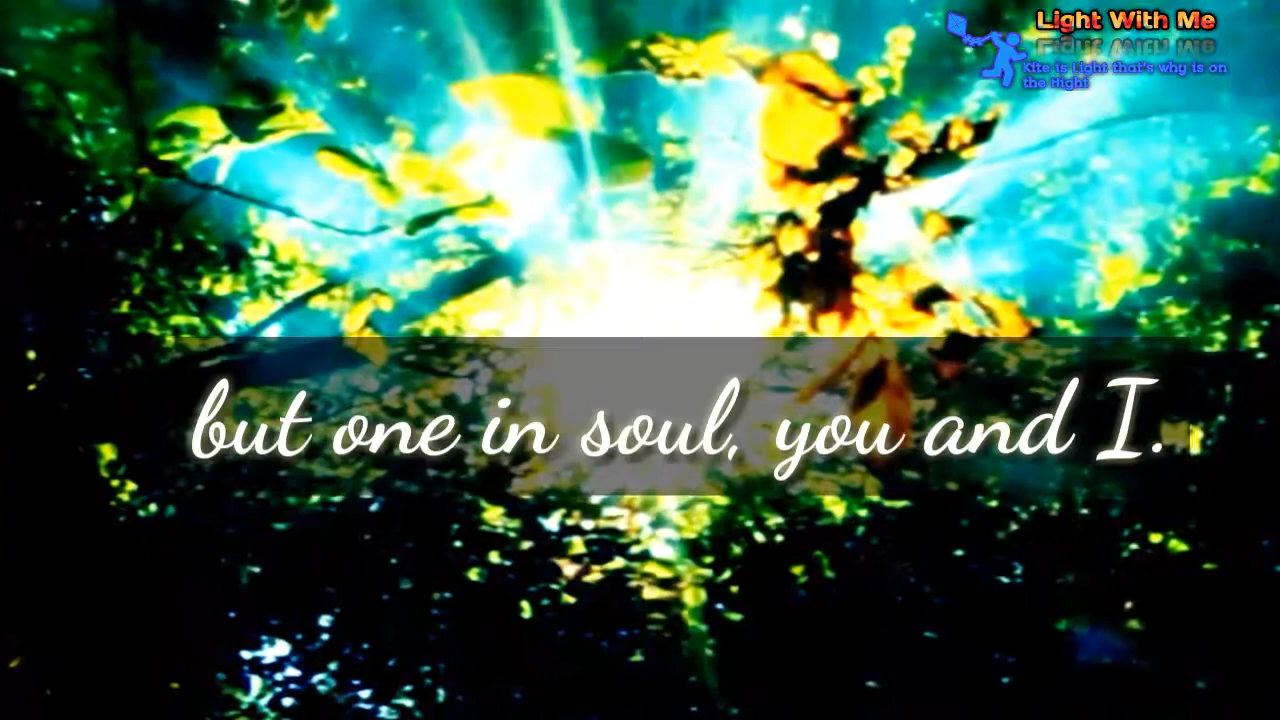 Light With Me
Kite is Light that's why is on
the Hight
but one in soul, you and I.